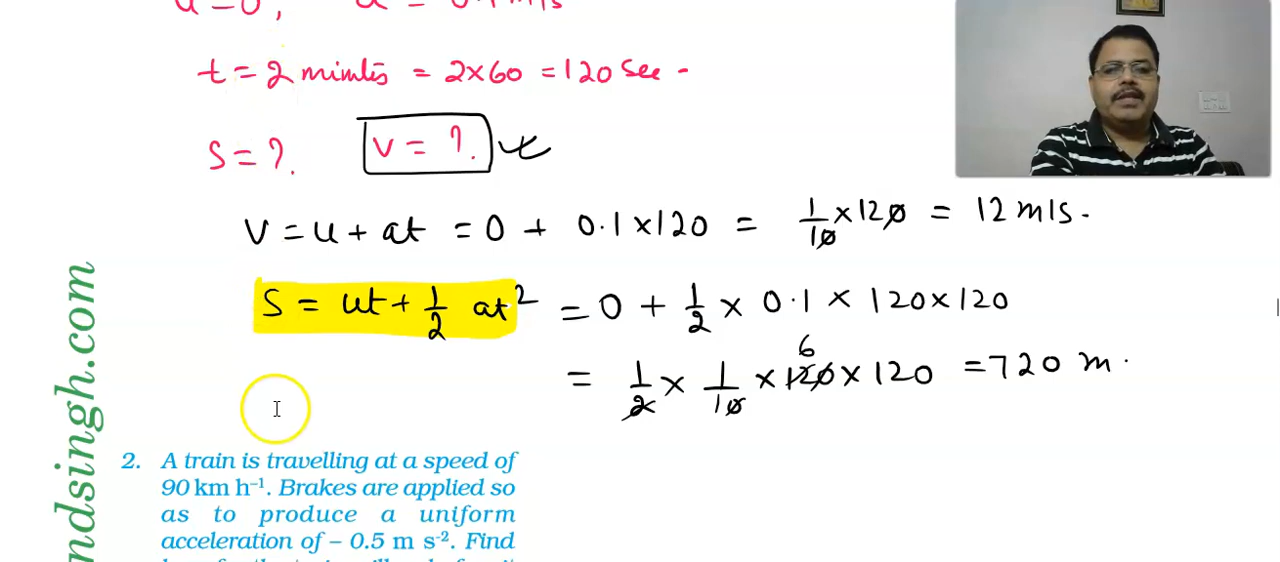 u = 0,
t = 2 mimtes = 2×60 = 120 sec -
S = ?. V = ?.
V = u + at = 0 + 0.1×120 = 1/10 ×120 = 12 m/s.
S = ut + 1/2 at² = 0 + 1/2 × 0.1 × 120×120
6
= 1/2 × 1/10 × 120 × 120 = 720 m.
2. A train is travelling at a speed of
90 km h⁻¹. Brakes are applied so
as to produce a uniform
acceleration of – 0.5 m s⁻². Find
ndsingh.com